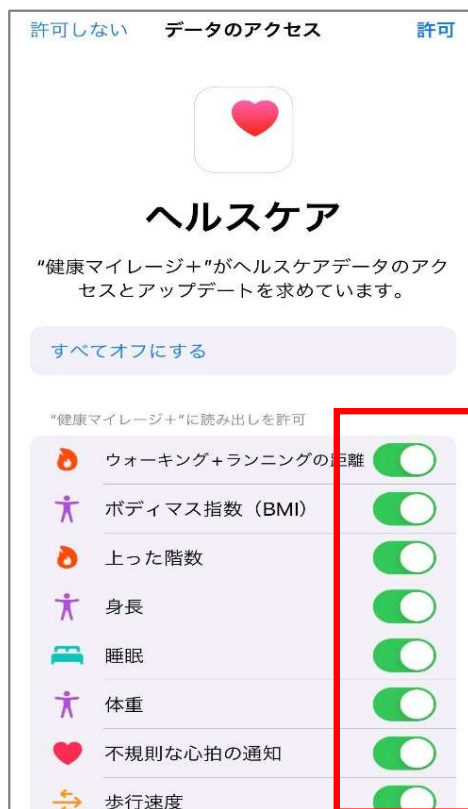 許可しない データのアクセス 許可
ヘルスケア
“健康マイレージ＋”がヘルスケアデータのアク
セスとアップデートを求めています。
すべてオフにする
“健康マイレージ＋”に読み出しを許可
ウォーキング+ランニングの距離
ボディマス指数（BMI）
上った階数
身長
睡眠
体重
不規則な心拍の通知
歩行速度